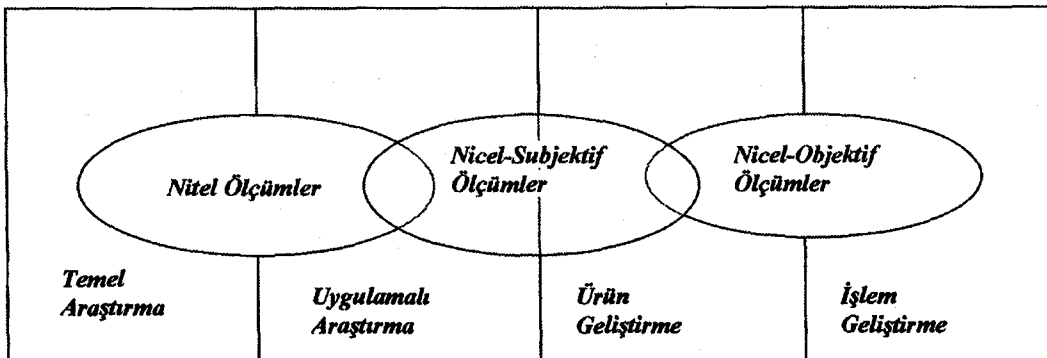 Nitel Ölçümler
Nicel-Subjektif
Ölçümler
Nicel-Objektif
Ölçümler
Temel
Araştırma
Uygulamalı
Araştırma
Ürün
Geliştirme
İşlem
Geliştirme